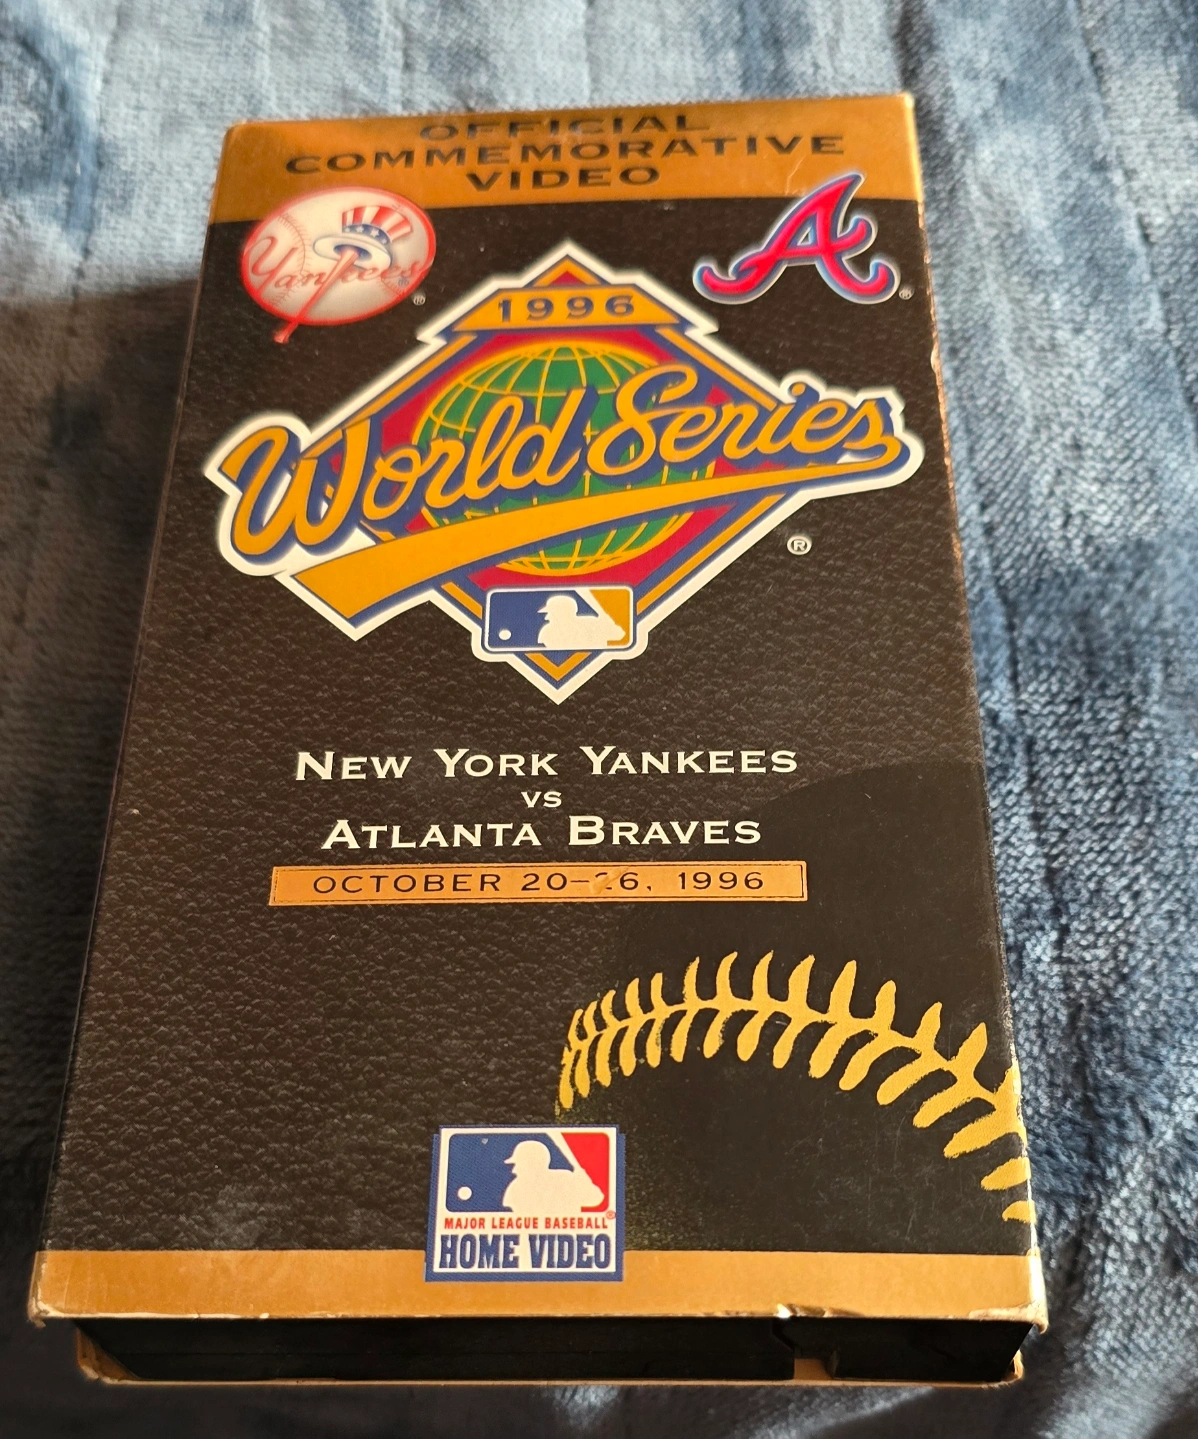 OFFICIAL
COMMEMORATIVE
VIDEO
Yankees®
A®
1996
World Series
®
NEW YORK YANKEES
VS
ATLANTA BRAVES
OCTOBER 20–26, 1996
MAJOR LEAGUE BASEBALL®
HOME VIDEO